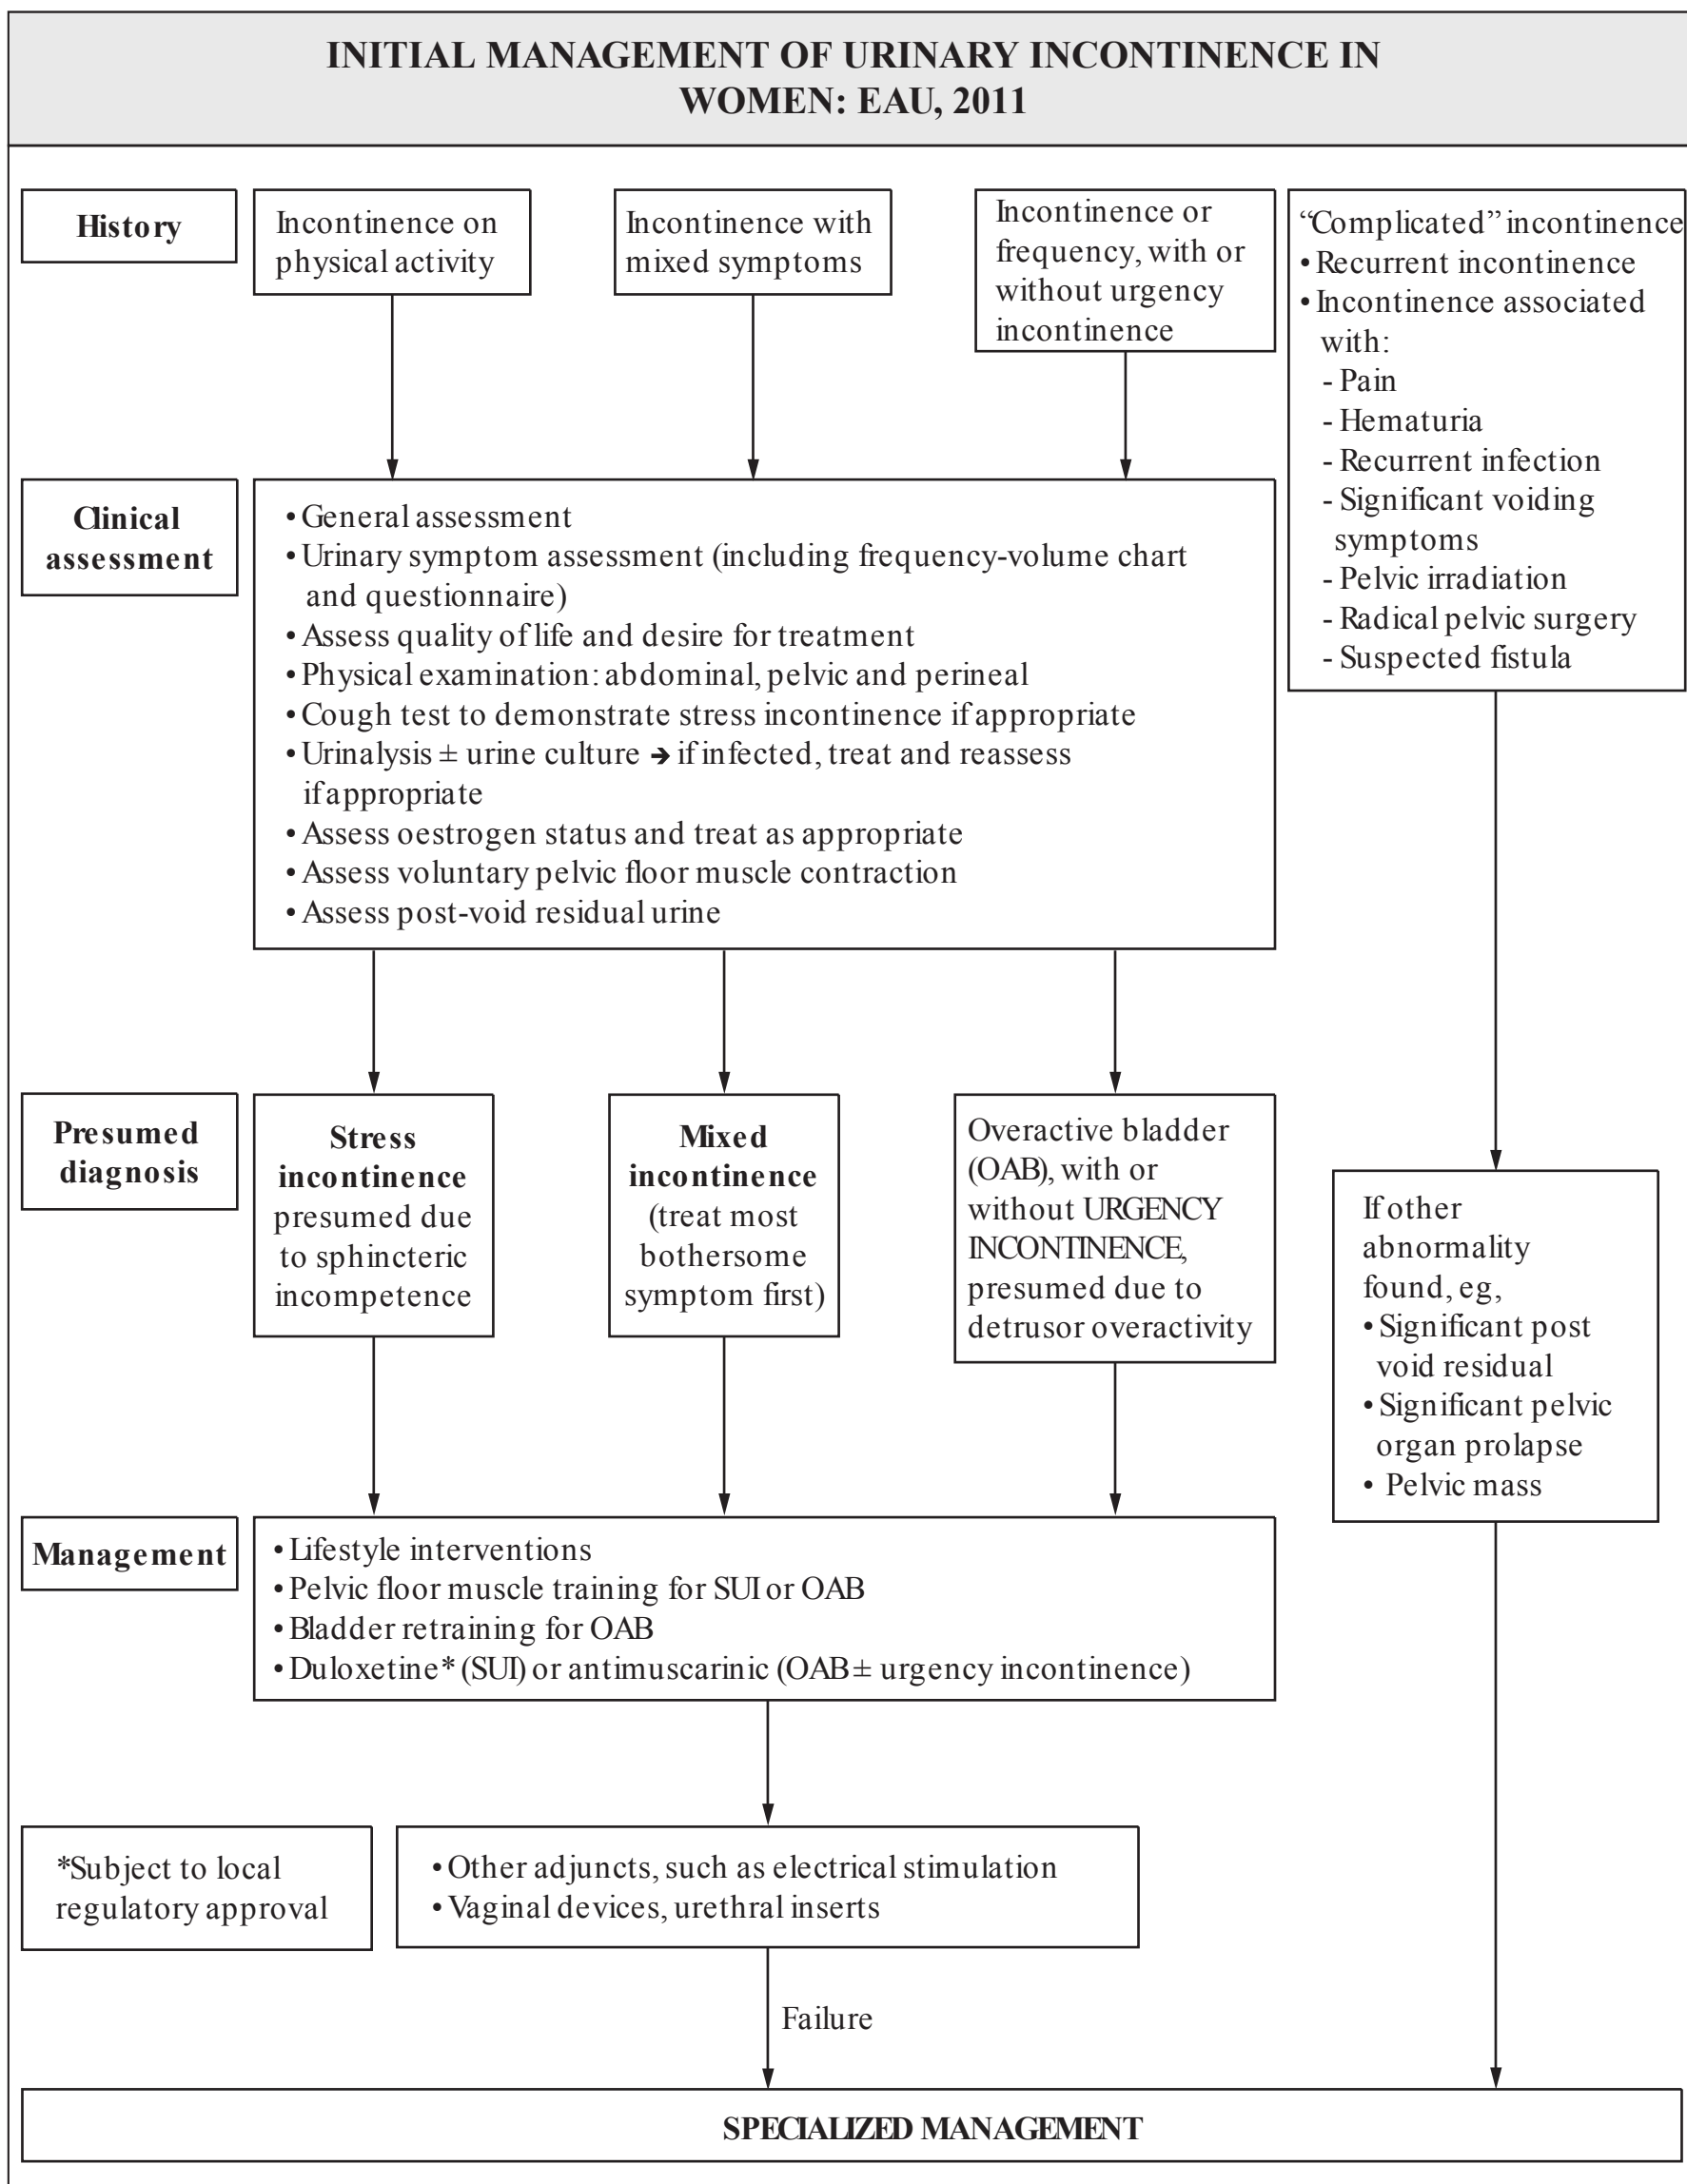 INITIAL MANAGEMENT OF URINARY INCONTINENCE IN
WOMEN: EAU, 2011
History
Incontinence on
physical activity
Incontinence with
mixed symptoms
Incontinence or
frequency, with or
without urgency
incontinence
“Complicated” incontinence
• Recurrent incontinence
• Incontinence associated
with:
- Pain
- Hematuria
- Recurrent infection
- Significant voiding
symptoms
- Pelvic irradiation
- Radical pelvic surgery
- Suspected fistula
Clinical
assessment
• General assessment
• Urinary symptom assessment (including frequency-volume chart
and questionnaire)
• Assess quality of life and desire for treatment
• Physical examination: abdominal, pelvic and perineal
• Cough test to demonstrate stress incontinence if appropriate
• Urinalysis ± urine culture ➔ if infected, treat and reassess
if appropriate
• Assess oestrogen status and treat as appropriate
• Assess voluntary pelvic floor muscle contraction
• Assess post-void residual urine
Presumed
diagnosis
Stress
incontinence
presumed due
to sphincteric
incompetence
Mixed
incontinence
(treat most
bothersome
symptom first)
Overactive bladder
(OAB), with or
without URGENCY
INCONTINENCE,
presumed due to
detrusor overactivity
If other
abnormality
found, eg,
• Significant post
void residual
• Significant pelvic
organ prolapse
• Pelvic mass
Management
• Lifestyle interventions
• Pelvic floor muscle training for SUI or OAB
• Bladder retraining for OAB
• Duloxetine* (SUI) or antimuscarinic (OAB ± urgency incontinence)
*Subject to local
regulatory approval
• Other adjuncts, such as electrical stimulation
• Vaginal devices, urethral inserts
Failure
SPECIALIZED MANAGEMENT